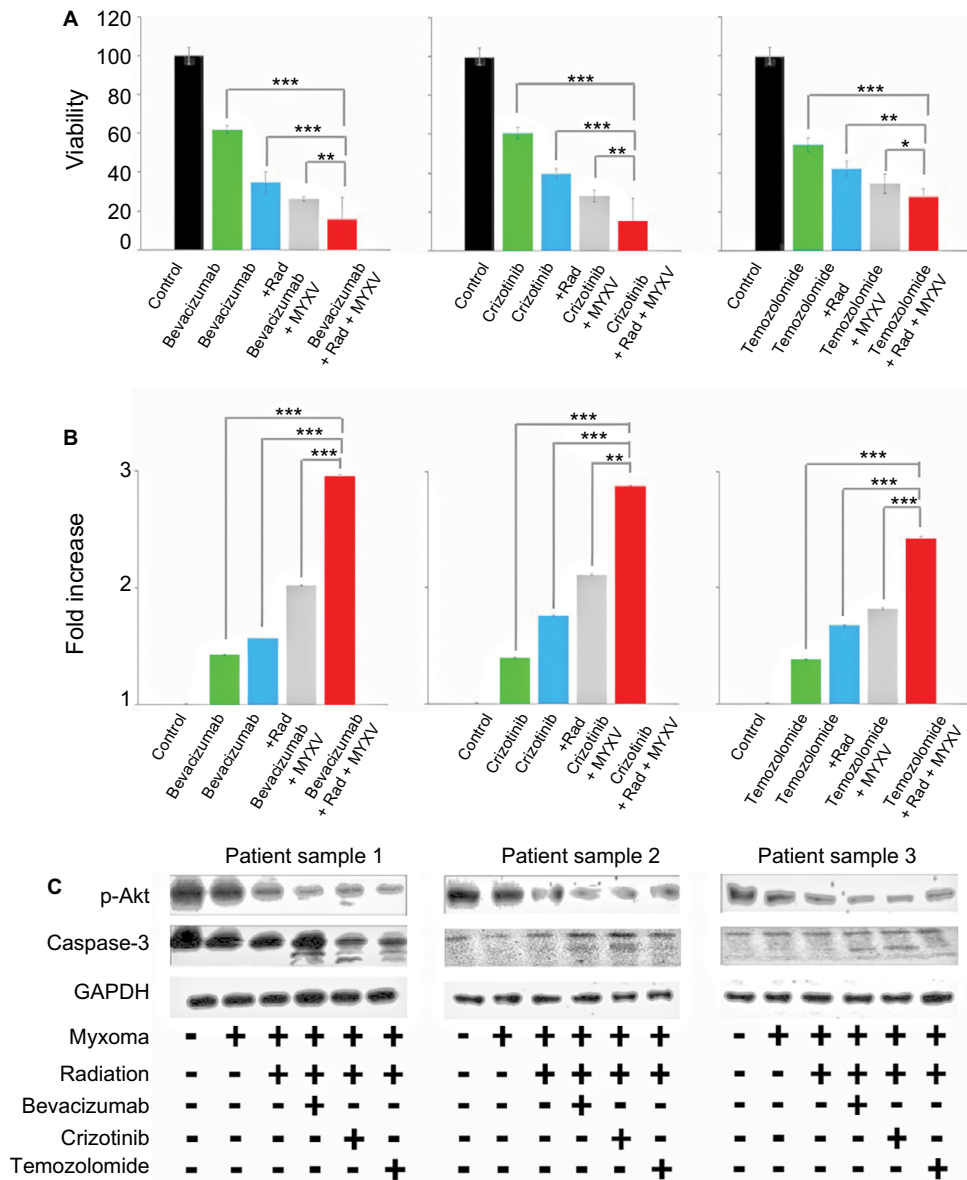 A
120
100
80
60
40
20
0
Viability
***
***
**
***
***
**
***
**
*
Control
Bevacizumab
Bevacizumab
+Rad
Bevacizumab
+ MYXV
Bevacizumab
+ Rad + MYXV
Control
Crizotinib
Crizotinib
+Rad
Crizotinib
+ MYXV
Crizotinib
+ Rad + MYXV
Control
Temozolomide
Temozolomide
+Rad
Temozolomide
+ MYXV
Temozolomide
+ Rad + MYXV
B
3
2
1
Fold increase
***
***
***
***
***
**
***
***
***
Control
Bevacizumab
Bevacizumab
+Rad
Bevacizumab
+ MYXV
Bevacizumab
+ Rad + MYXV
Control
Crizotinib
Crizotinib
+Rad
Crizotinib
+ MYXV
Crizotinib
+ Rad + MYXV
Control
Temozolomide
Temozolomide
+Rad
Temozolomide
+ MYXV
Temozolomide
+ Rad + MYXV
Patient sample 1 Patient sample 2 Patient sample 3
C
p-Akt
Caspase-3
GAPDH
Myxoma - + + + + + - + + + + + - + + + + +
Radiation - - + + + + - - + + + + - - + + + +
Bevacizumab - - - + - - - - - + - - - - - + - -
Crizotinib - - - - + - - - - - + - - - - - + -
Temozolomide - - - - - + - - - - - + - - - - - +